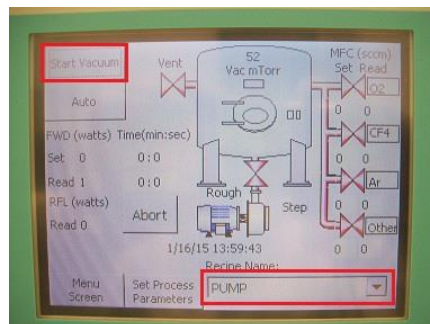 Start Vacuum
Vent
52
Vac mTorr
MFC (sccm)
Set Read
O2
Auto
0 0
FWD (watts) Time(min:sec)
CF4
Set 0 0:0
0 0
Read 1 0:0
Ar
RFL (watts)
Rough
Read 0
Abort
Step
0 0
Other
1/16/15 13:59:43
0 0
Recipe Name:
Menu
Screen
Set Process
Parameters
PUMP